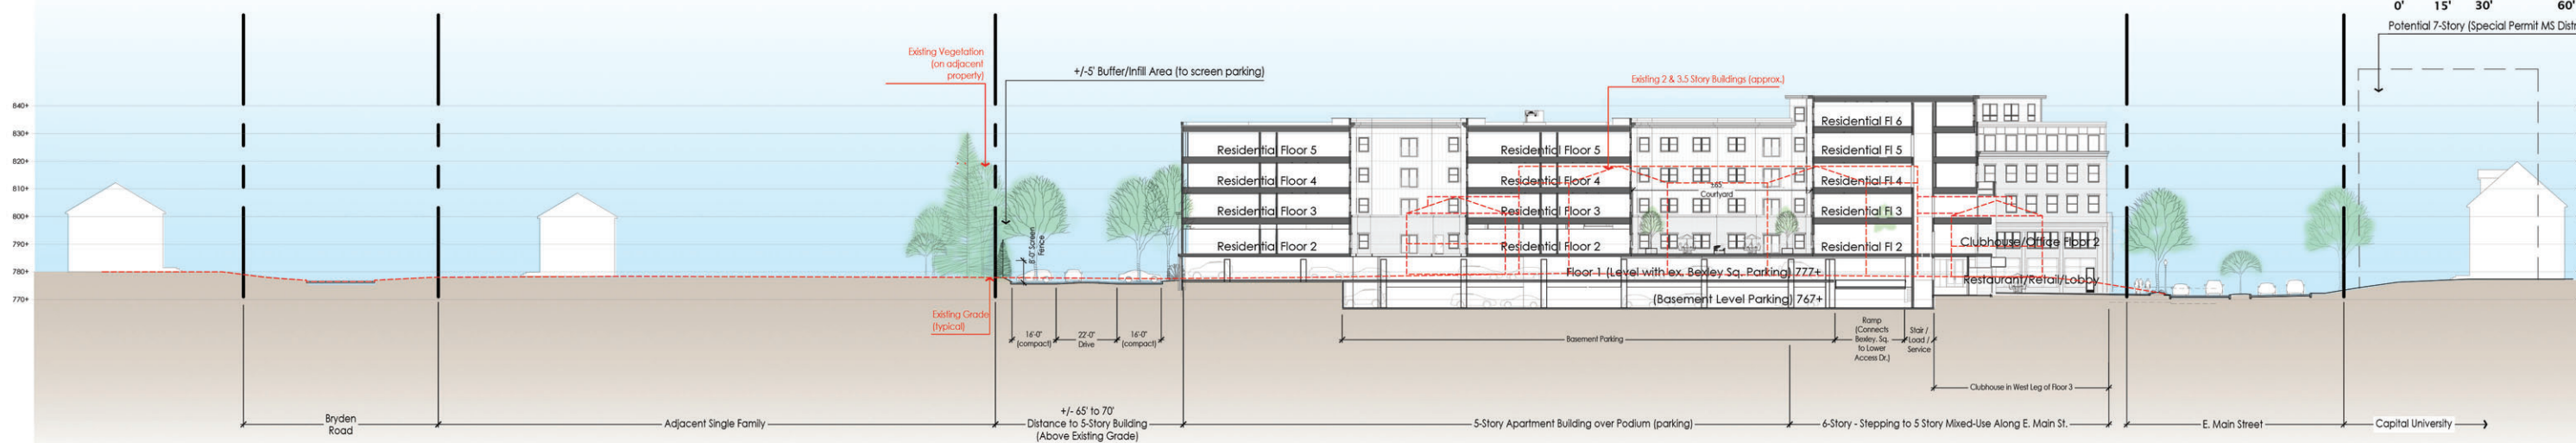 0' 15' 30' 60'
Potential 7-Story (Special Permit MS Distr
Existing Vegetation
(on adjacent
property)
+/-5' Buffer/Infill Area (to screen parking)
Existing 2 & 3.5 Story Buildings (approx.)
840+
830+
820+
810+
800+
790+
780+
770+
Residential Floor 5
Residential Floor 4
Residential Floor 3
Residential Floor 2
Residential Floor 5
Residential Floor 4
Residential Floor 3
Residential Floor 2
Courtyard
Residential Fl 6
Residential Fl 5
Residential Fl 4
Residential Fl 3
Residential Fl 2
Clubhouse/Office Floor 2
Restaurant/Retail/Lobby
8'-0" Screen
Fence
Floor 1 (Level with ex. Bexley Sq. Parking) 777+
(Basement Level Parking) 767+
Existing Grade
(typical)
16'-0"
(compact)
22'-0"
Drive
16'-0"
(compact)
Basement Parking
Ramp
(Connects
Bexley. Sq.
to Lower
Access Dr.)
Stair /
Load /
Service
Clubhouse in West Leg of Floor 3
Bryden
Road
Adjacent Single Family
+/- 65' to 70'
Distance to 5-Story Building
(Above Existing Grade)
5-Story Apartment Building over Podium (parking)
6-Story - Stepping to 5 Story Mixed-Use Along E. Main St.
E. Main Street
Capital University